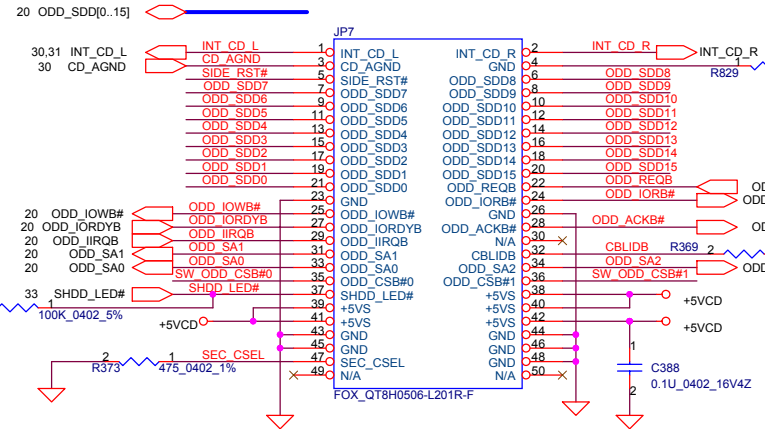 20 ODD_SDD[0..15]
JP7
30,31 INT_CD_L INT_CD_L 1 INT_CD_L INT_CD_R 2 INT_CD_R INT_CD_R
30 CD_AGND CD_AGND 3 CD_AGND GND 4 1
SIDE_RST# 5 SIDE_RST# ODD_SDD8 6 ODD_SDD8 R829
ODD_SDD7 7 ODD_SDD7 ODD_SDD9 8 ODD_SDD9
ODD_SDD6 9 ODD_SDD6 ODD_SDD10 10 ODD_SDD10
ODD_SDD5 11 ODD_SDD5 ODD_SDD11 12 ODD_SDD11
ODD_SDD4 13 ODD_SDD4 ODD_SDD12 14 ODD_SDD12
ODD_SDD3 15 ODD_SDD3 ODD_SDD13 16 ODD_SDD13
ODD_SDD2 17 ODD_SDD2 ODD_SDD14 18 ODD_SDD14
ODD_SDD1 19 ODD_SDD1 ODD_SDD15 20 ODD_SDD15
ODD_SDD0 21 ODD_SDD0 ODD_REQB 22 ODD_REQB OD
23 GND ODD_IORB# 24 ODD_IORB# ODD
20 ODD_IOWB# ODD_IOWB# 25 ODD_IOWB# GND 26
20 ODD_IORDYB ODD_IORDYB 27 ODD_IORDYB ODD_ACKB# 28 ODD_ACKB# OD
20 ODD_IIRQB ODD_IIRQB 29 ODD_IIRQB N/A 30
20 ODD_SA1 ODD_SA1 31 ODD_SA1 CBLIDB 32 CBLIDB R369 2
20 ODD_SA0 ODD_SA0 33 ODD_SA0 ODD_SA2 34 ODD_SA2 ODD
SW_ODD_CSB#0 35 ODD_CSB#0 ODD_CSB#1 36 SW_ODD_CSB#1
33 SHDD_LED# SHDD_LED# 37 SHDD_LED# +5VS 38 +5VCD
1 39 +5VS +5VS 40
100K_0402_5% +5VCD 41 +5VS +5VS 42 +5VCD
43 GND GND 44
45 GND GND 46 1
2 1 SEC_CSEL 47 SEC_CSEL GND 48
R373 475_0402_1% 49 N/A N/A 50 C388
0.1U_0402_16V4Z
FOX_QT8H0506-L201R-F 2